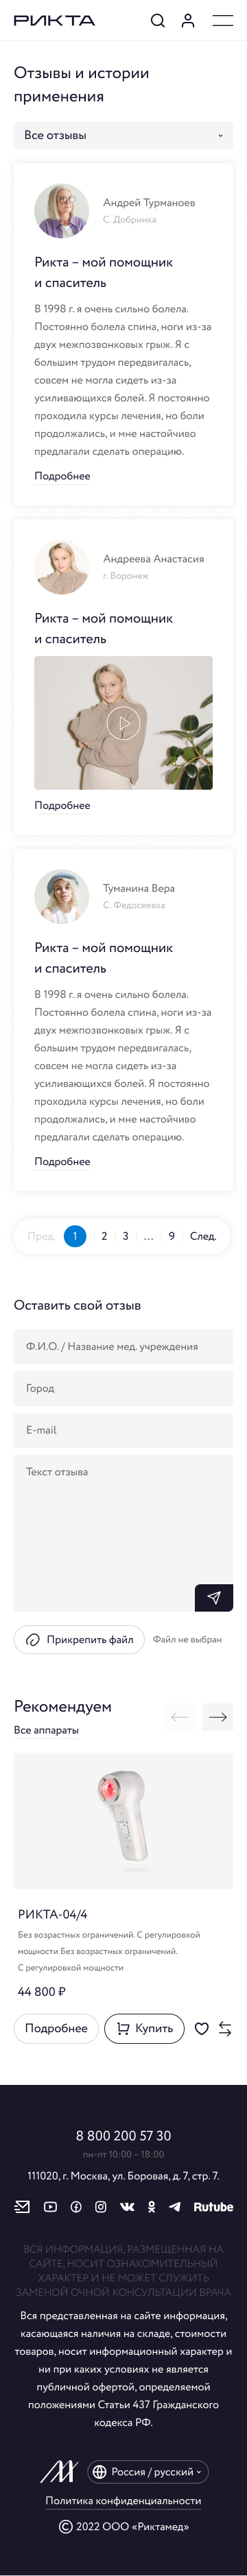 РИКТА
Отзывы и истории
применения
Все отзывы
Андрей Турманоев
С. Добринка
Рикта – мой помощник
и спаситель
В 1998 г. я очень сильно болела.
Постоянно болела спина, ноги из-за
двух межпозвонковых грыж. Я с
большим трудом передвигалась,
совсем не могла сидеть из-за
усиливающихся болей. Я постоянно
проходила курсы лечения, но боли
продолжались, и мне настойчиво
предлагали сделать операцию.
Подробнее
Андреева Анастасия
г. Воронеж
Рикта – мой помощник
и спаситель
Подробнее
Туманина Вера
С. Федосеевка
Рикта – мой помощник
и спаситель
В 1998 г. я очень сильно болела.
Постоянно болела спина, ноги из-за
двух межпозвонковых грыж. Я с
большим трудом передвигалась,
совсем не могла сидеть из-за
усиливающихся болей. Я постоянно
проходила курсы лечения, но боли
продолжались, и мне настойчиво
предлагали сделать операцию.
Подробнее
Пред. 1 2 3 ... 9 След.
Оставить свой отзыв
Ф.И.О. / Название мед. учреждения
Город
E-mail
Текст отзыва
Прикрепить файл Файл не выбран
Рекомендуем
Все аппараты
РИКТА-04/4
Без возрастных ограничений. С регулировкой
мощности Без возрастных ограничений.
С регулировкой мощности
44 800 ₽
Подробнее Купить
8 800 200 57 30
пн-пт 10:00 – 18:00
111020, г. Москва, ул. Боровая, д. 7, стр. 7.
Rutube
ВСЯ ИНФОРМАЦИЯ, РАЗМЕЩЕННАЯ НА
САЙТЕ, НОСИТ ОЗНАКОМИТЕЛЬНЫЙ
ХАРАКТЕР И НЕ МОЖЕТ СЛУЖИТЬ
ЗАМЕНОЙ ОЧНОЙ КОНСУЛЬТАЦИИ ВРАЧА
Вся представленная на сайте информация,
касающаяся наличия на складе, стоимости
товаров, носит информационный характер и
ни при каких условиях не является
публичной офертой, определяемой
положениями Статьи 437 Гражданского
кодекса РФ.
Россия / русский
Политика конфиденциальности
© 2022 ООО «Риктамед»